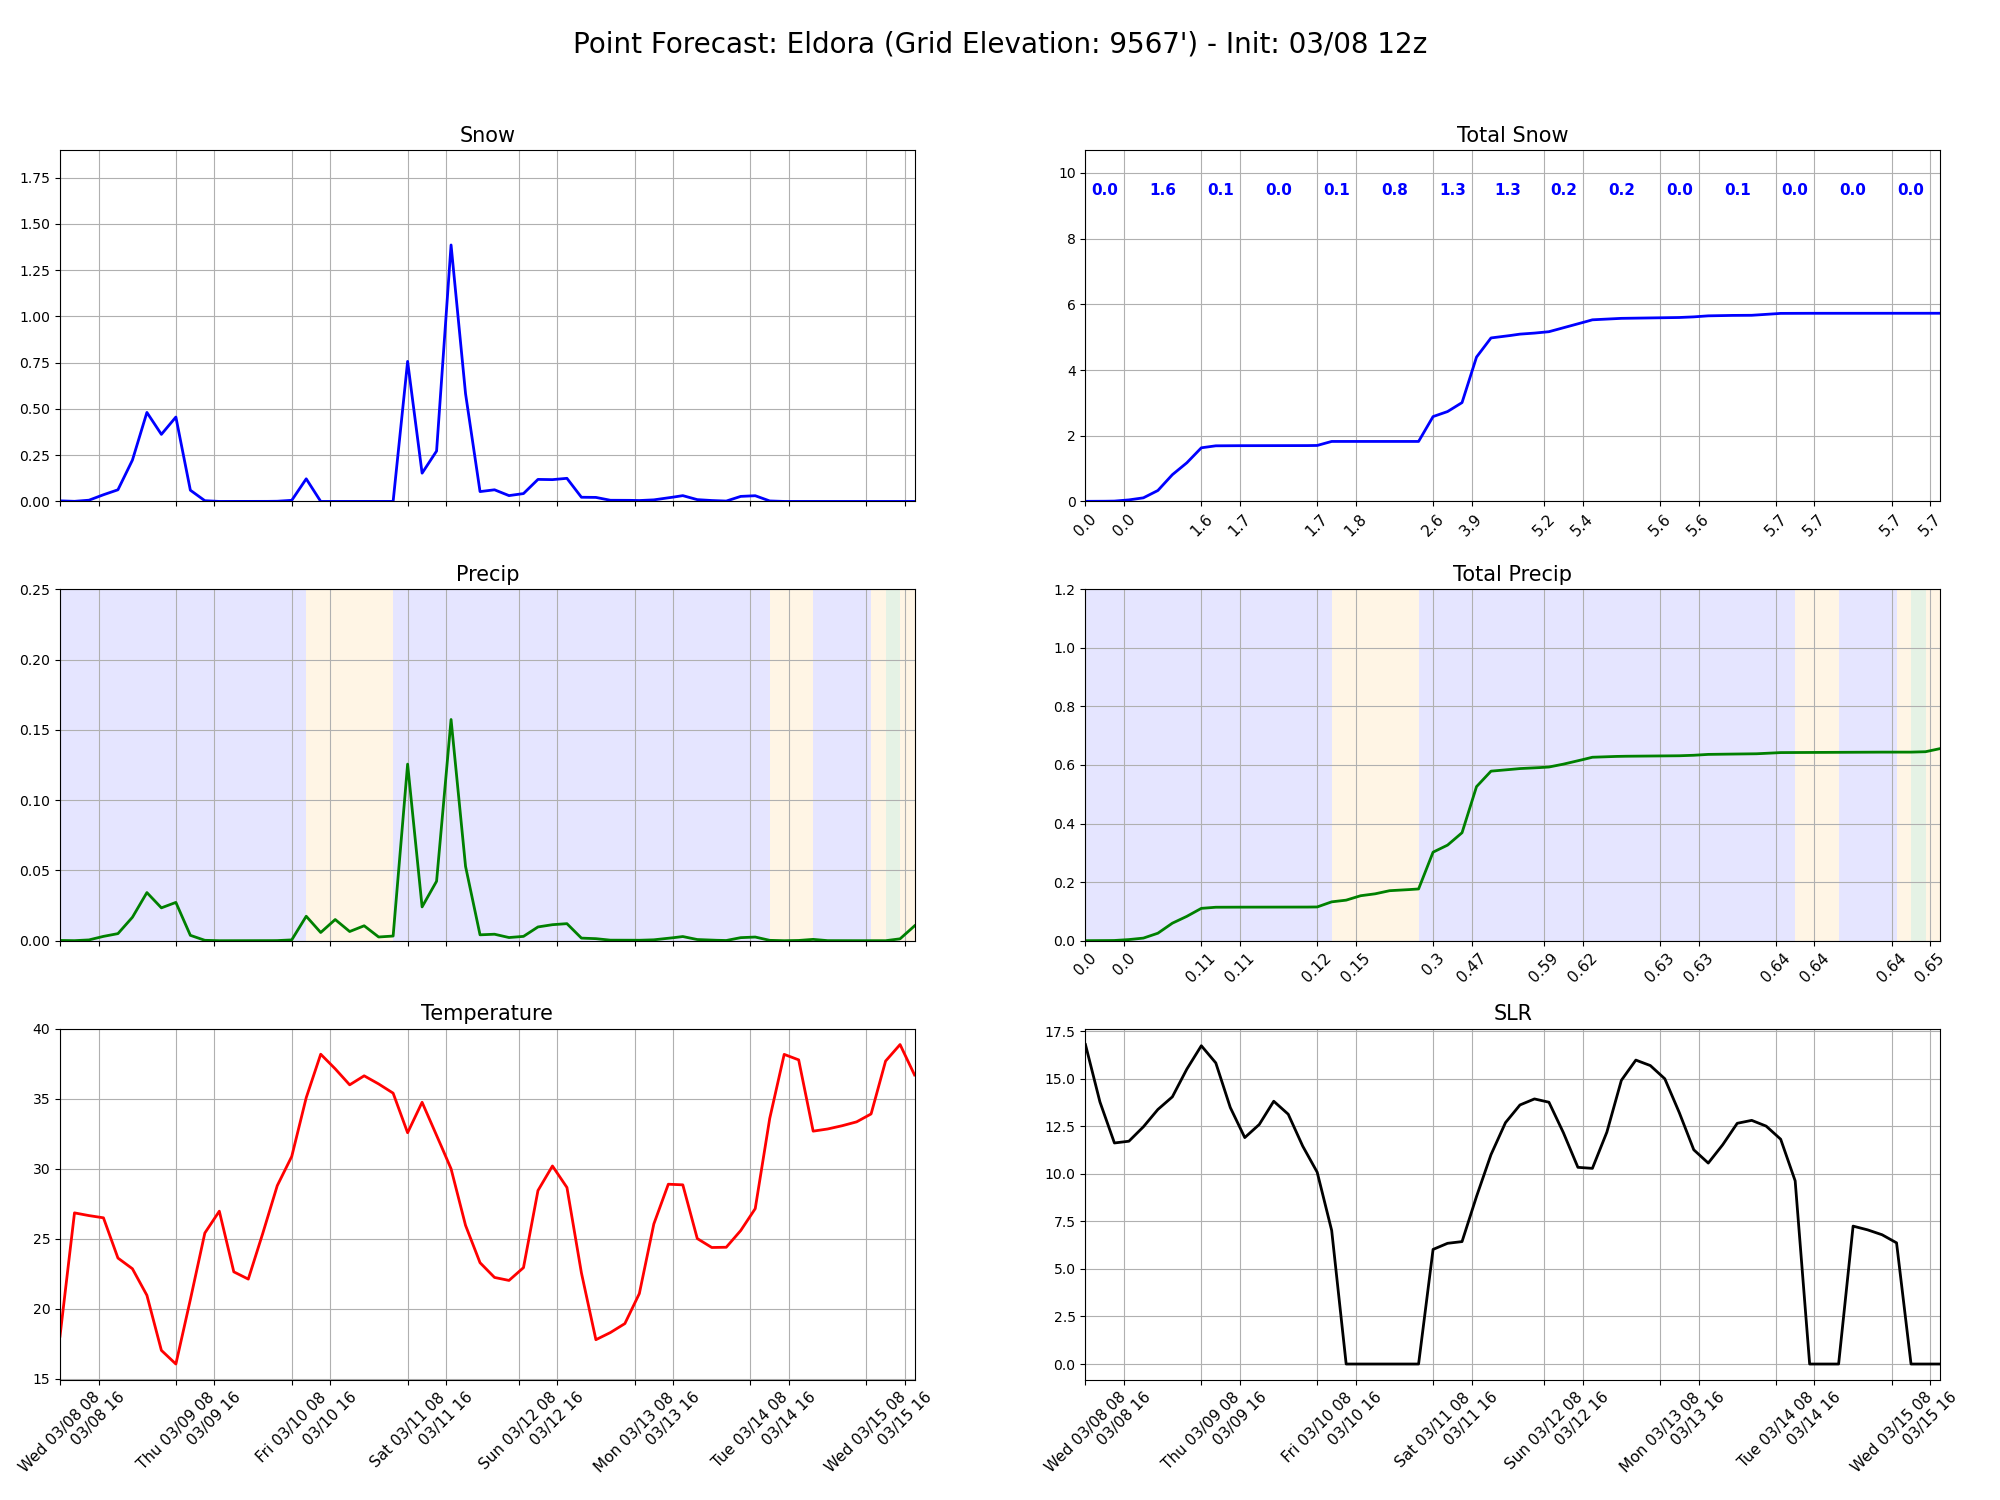 Point Forecast: Eldora (Grid Elevation: 9567') - Init: 03/08 12z
Snow
1.75
1.50
1.25
1.00
0.75
0.50
0.25
0.00
Total Snow
10
8
6
4
2
0
0.0 1.6 0.1 0.0 0.1 0.8 1.3 1.3 0.2 0.2 0.0 0.1 0.0 0.0 0.0
0.0 0.0 1.6 1.7 1.7 1.8 2.6 3.9 5.2 5.4 5.6 5.6 5.7 5.7 5.7 5.7
Precip
0.25
0.20
0.15
0.10
0.05
0.00
Total Precip
1.2
1.0
0.8
0.6
0.4
0.2
0.0
0.0 0.0 0.11 0.11 0.12 0.15 0.3 0.47 0.59 0.62 0.63 0.63 0.64 0.64 0.64 0.65
Temperature
40
35
30
25
20
15
Wed 03/08 08
03/08 16
Thu 03/09 08
03/09 16
Fri 03/10 08
03/10 16
Sat 03/11 08
03/11 16
Sun 03/12 08
03/12 16
Mon 03/13 08
03/13 16
Tue 03/14 08
03/14 16
Wed 03/15 08
03/15 16
SLR
17.5
15.0
12.5
10.0
7.5
5.0
2.5
0.0
Wed 03/08 08
03/08 16
Thu 03/09 08
03/09 16
Fri 03/10 08
03/10 16
Sat 03/11 08
03/11 16
Sun 03/12 08
03/12 16
Mon 03/13 08
03/13 16
Tue 03/14 08
03/14 16
Wed 03/15 08
03/15 16